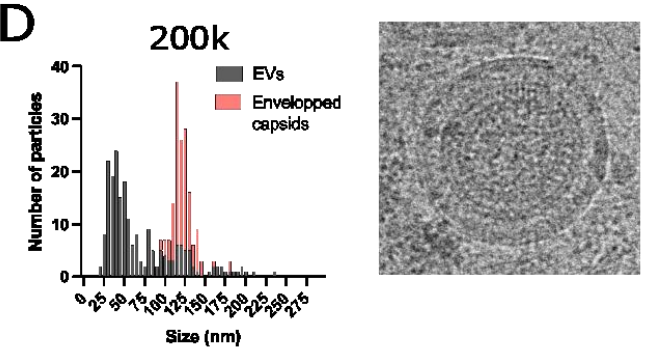 D
200k
EVs
Envelopped
capsids
Number of particles
40
30
20
10
0
0 25 50 75 100 125 150 175 200 225 250 275
Size (nm)